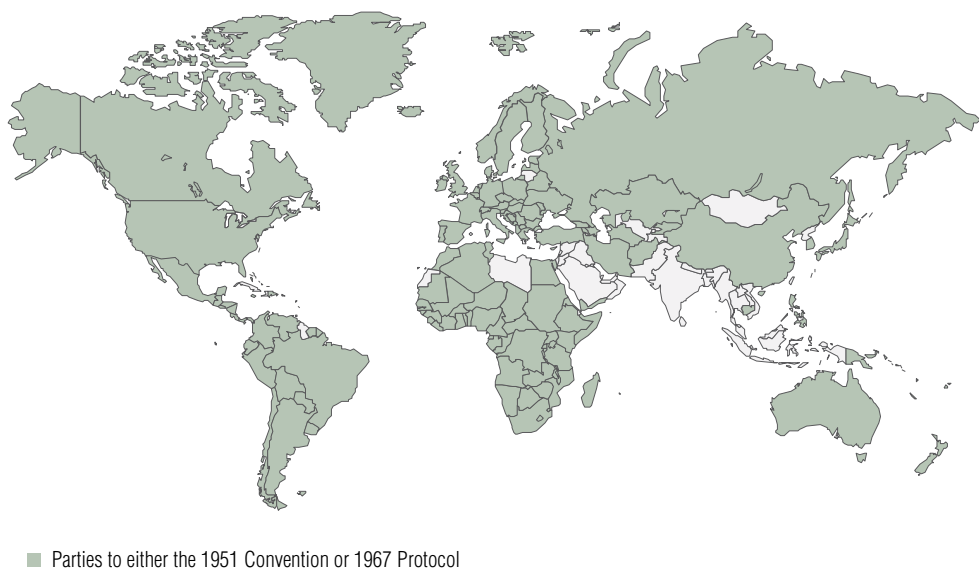 Parties to either the 1951 Convention or 1967 Protocol